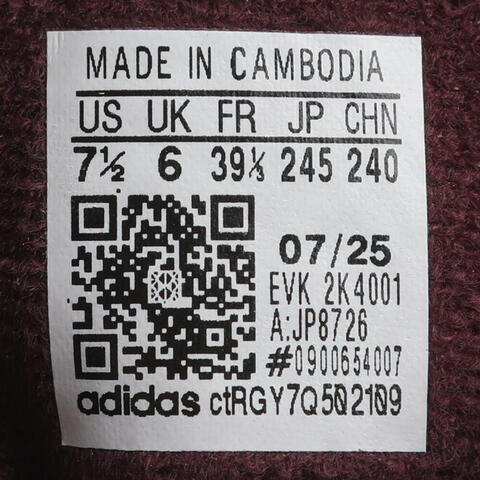 MADE IN CAMBODIA
US UK FR JP CHN
7½ 6 39⅓ 245 240
07/25
EVK 2K4001
A:JP8726
#0900654007
adidas ctRGY7Q502109